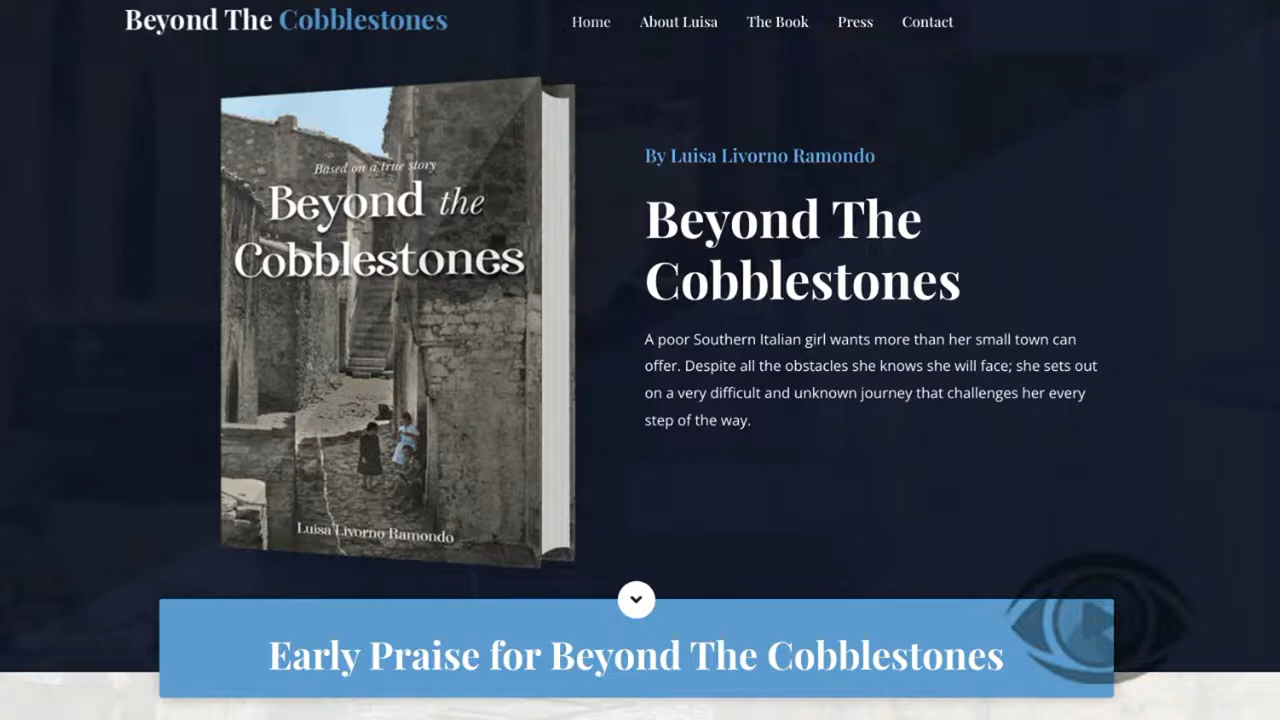 Beyond The Cobblestones
Home About Luisa The Book Press Contact
Based on a true story
Beyond the
Cobblestones
Luisa Livorno Ramondo
By Luisa Livorno Ramondo
Beyond The
Cobblestones
A poor Southern Italian girl wants more than her small town can
offer. Despite all the obstacles she knows she will face; she sets out
on a very difficult and unknown journey that challenges her every
step of the way.
Early Praise for Beyond The Cobblestones